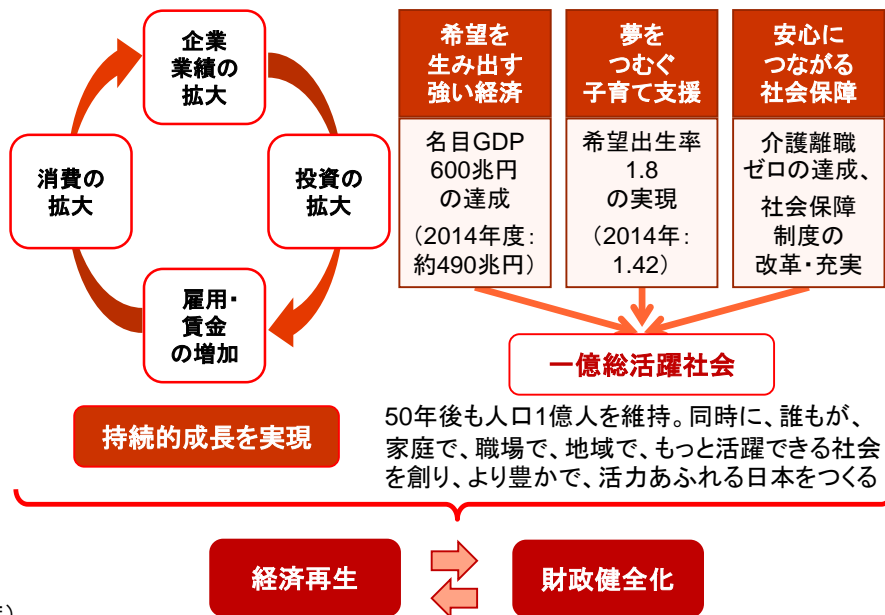 企業
業績の
拡大
消費の
拡大
投資の
拡大
雇用・
賃金
の増加
持続的成長を実現
希望を
生み出す
強い経済
名目GDP
600兆円
の達成
（2014年度：
約490兆円）
夢を
つむぐ
子育て支援
希望出生率
1.8
の実現
（2014年：
1.42）
安心に
つながる
社会保障
介護離職
ゼロの達成、
社会保障
制度の
改革・充実
一億総活躍社会
50年後も人口1億人を維持。同時に、誰もが、
家庭で、職場で、地域で、もっと活躍できる社会
を創り、より豊かで、活力あふれる日本をつくる
経済再生
財政健全化